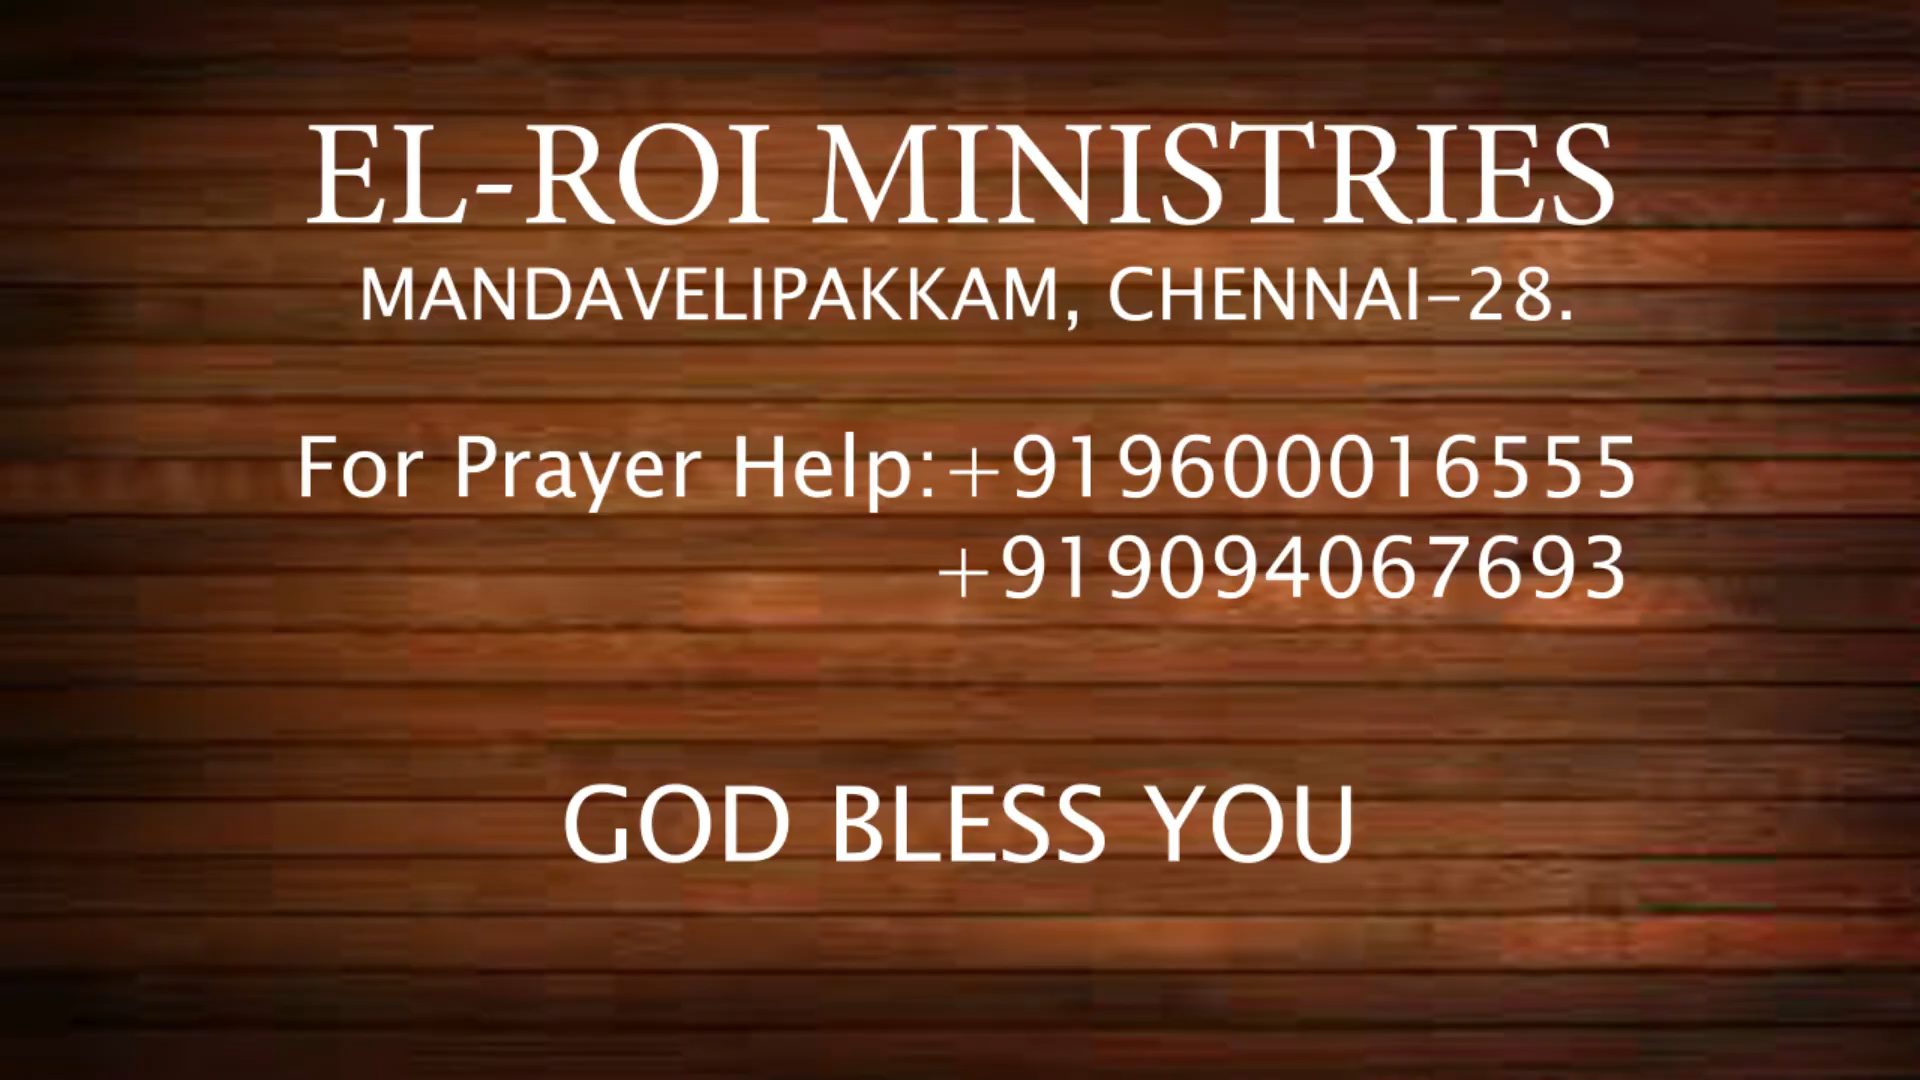 EL-ROI MINISTRIES
MANDAVELIPAKKAM, CHENNAI-28.
For Prayer Help:+919600016555
+919094067693
GOD BLESS YOU